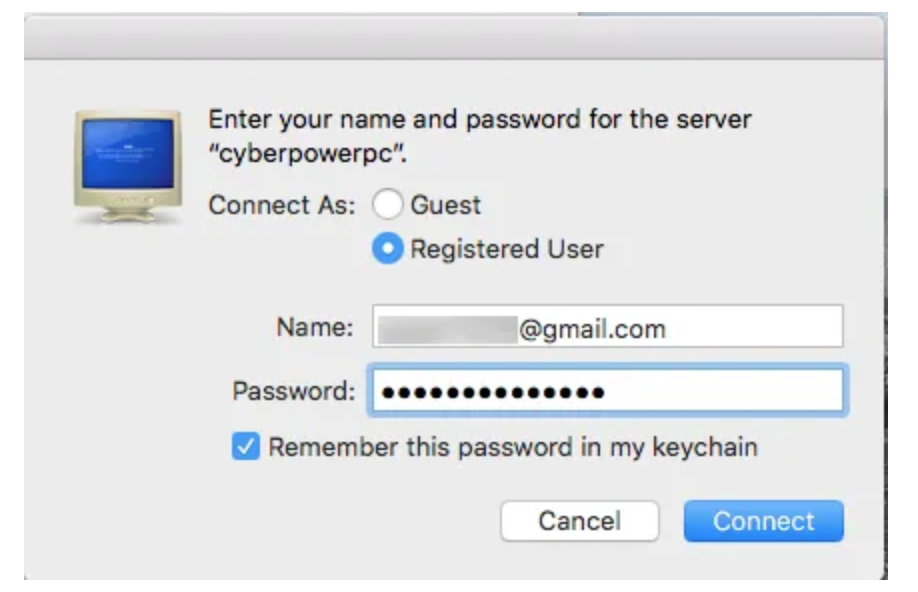 Enter your name and password for the server
“cyberpowerpc”.
Connect As: Guest
Registered User
Name: @gmail.com
Password: ••••••••••••••
Remember this password in my keychain
Cancel Connect